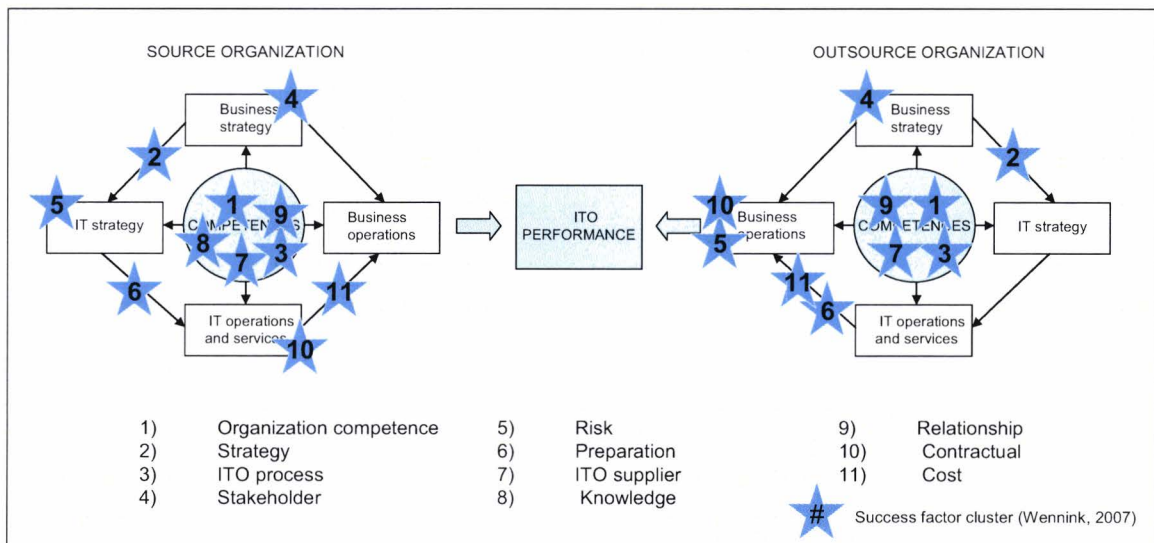 SOURCE ORGANIZATION
OUTSOURCE ORGANIZATION
Business
strategy
4
2
5
IT strategy
COMPETENCES
1
9
8
7
3
Business
operations
6
11
IT operations
and services
10
ITO
PERFORMANCE
Business
strategy
4
2
10
5
Business
operations
COMPETENCES
9
1
7
3
IT strategy
11
6
IT operations
and services
1) Organization competence
2) Strategy
3) ITO process
4) Stakeholder
5) Risk
6) Preparation
7) ITO supplier
8) Knowledge
9) Relationship
10) Contractual
11) Cost
# Success factor cluster (Wennink, 2007)